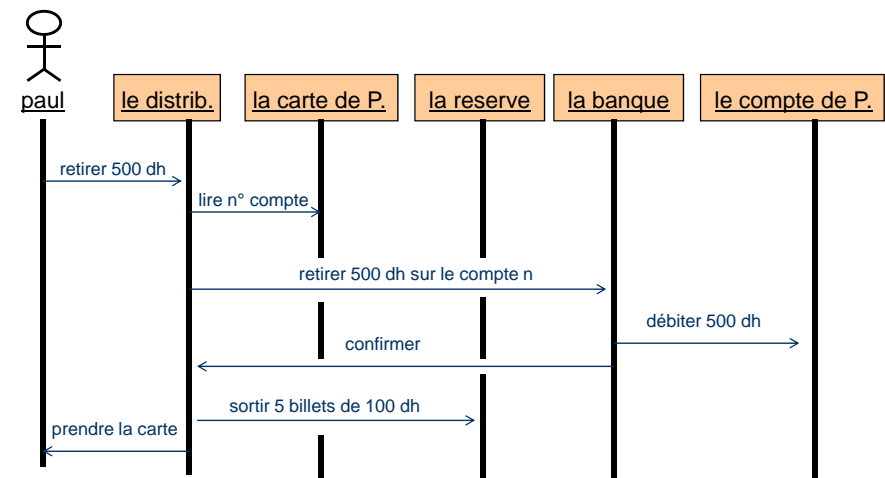 paul
le distrib.
la carte de P.
la reserve
la banque
le compte de P.
retirer 500 dh
lire n° compte
retirer 500 dh sur le compte n
débiter 500 dh
confirmer
sortir 5 billets de 100 dh
prendre la carte